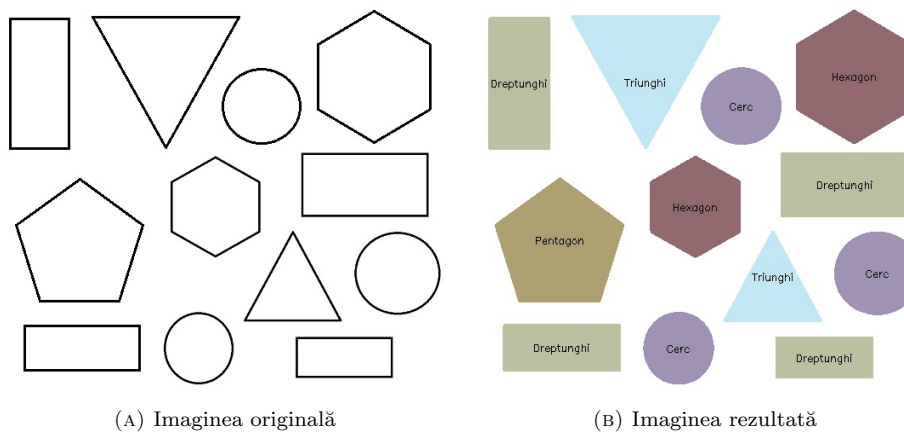 Dreptunghi
Triunghi
Cerc
Hexagon
Dreptunghi
Hexagon
Pentagon
Triunghi
Cerc
Dreptunghi
Cerc
Dreptunghi
(A) Imaginea originală
(B) Imaginea rezultată